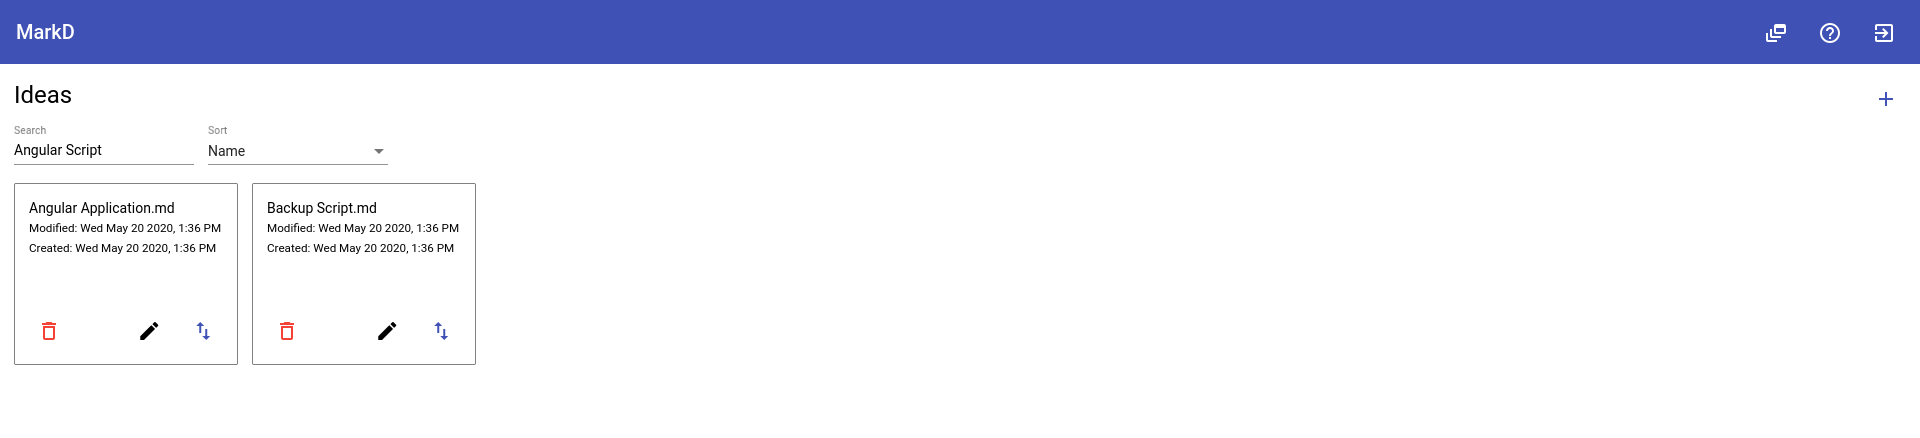 MarkD
Ideas
Search
Angular Script
Sort
Name
Angular Application.md
Modified: Wed May 20 2020, 1:36 PM
Created: Wed May 20 2020, 1:36 PM
Backup Script.md
Modified: Wed May 20 2020, 1:36 PM
Created: Wed May 20 2020, 1:36 PM